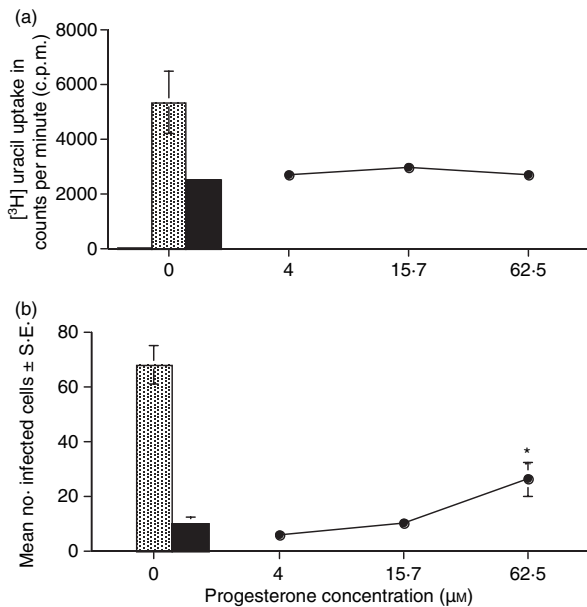 (a)
[³H] uracil uptake in
counts per minute (c.p.m.)
8000
6000
4000
2000
0
0 4 15·7 62·5
(b)
Mean no· infected cells ± S·E·
80
60
40
20
0
*
0 4 15·7 62·5
Progesterone concentration (μM)